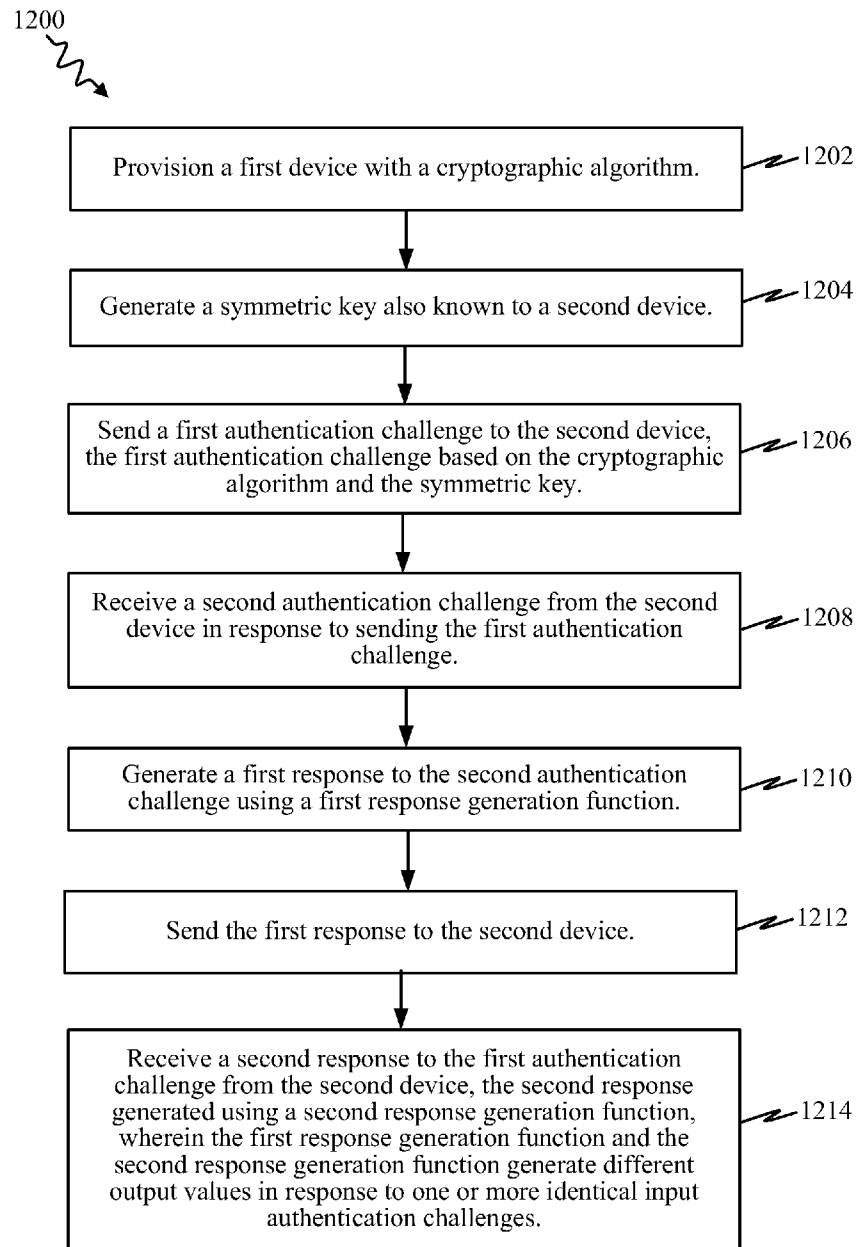 1200
Provision a first device with a cryptographic algorithm.
1202
Generate a symmetric key also known to a second device.
1204
Send a first authentication challenge to the second device,
the first authentication challenge based on the cryptographic
algorithm and the symmetric key.
1206
Receive a second authentication challenge from the second
device in response to sending the first authentication
challenge.
1208
Generate a first response to the second authentication
challenge using a first response generation function.
1210
Send the first response to the second device.
1212
Receive a second response to the first authentication
challenge from the second device, the second response
generated using a second response generation function,
wherein the first response generation function and the
second response generation function generate different
output values in response to one or more identical input
authentication challenges.
1214